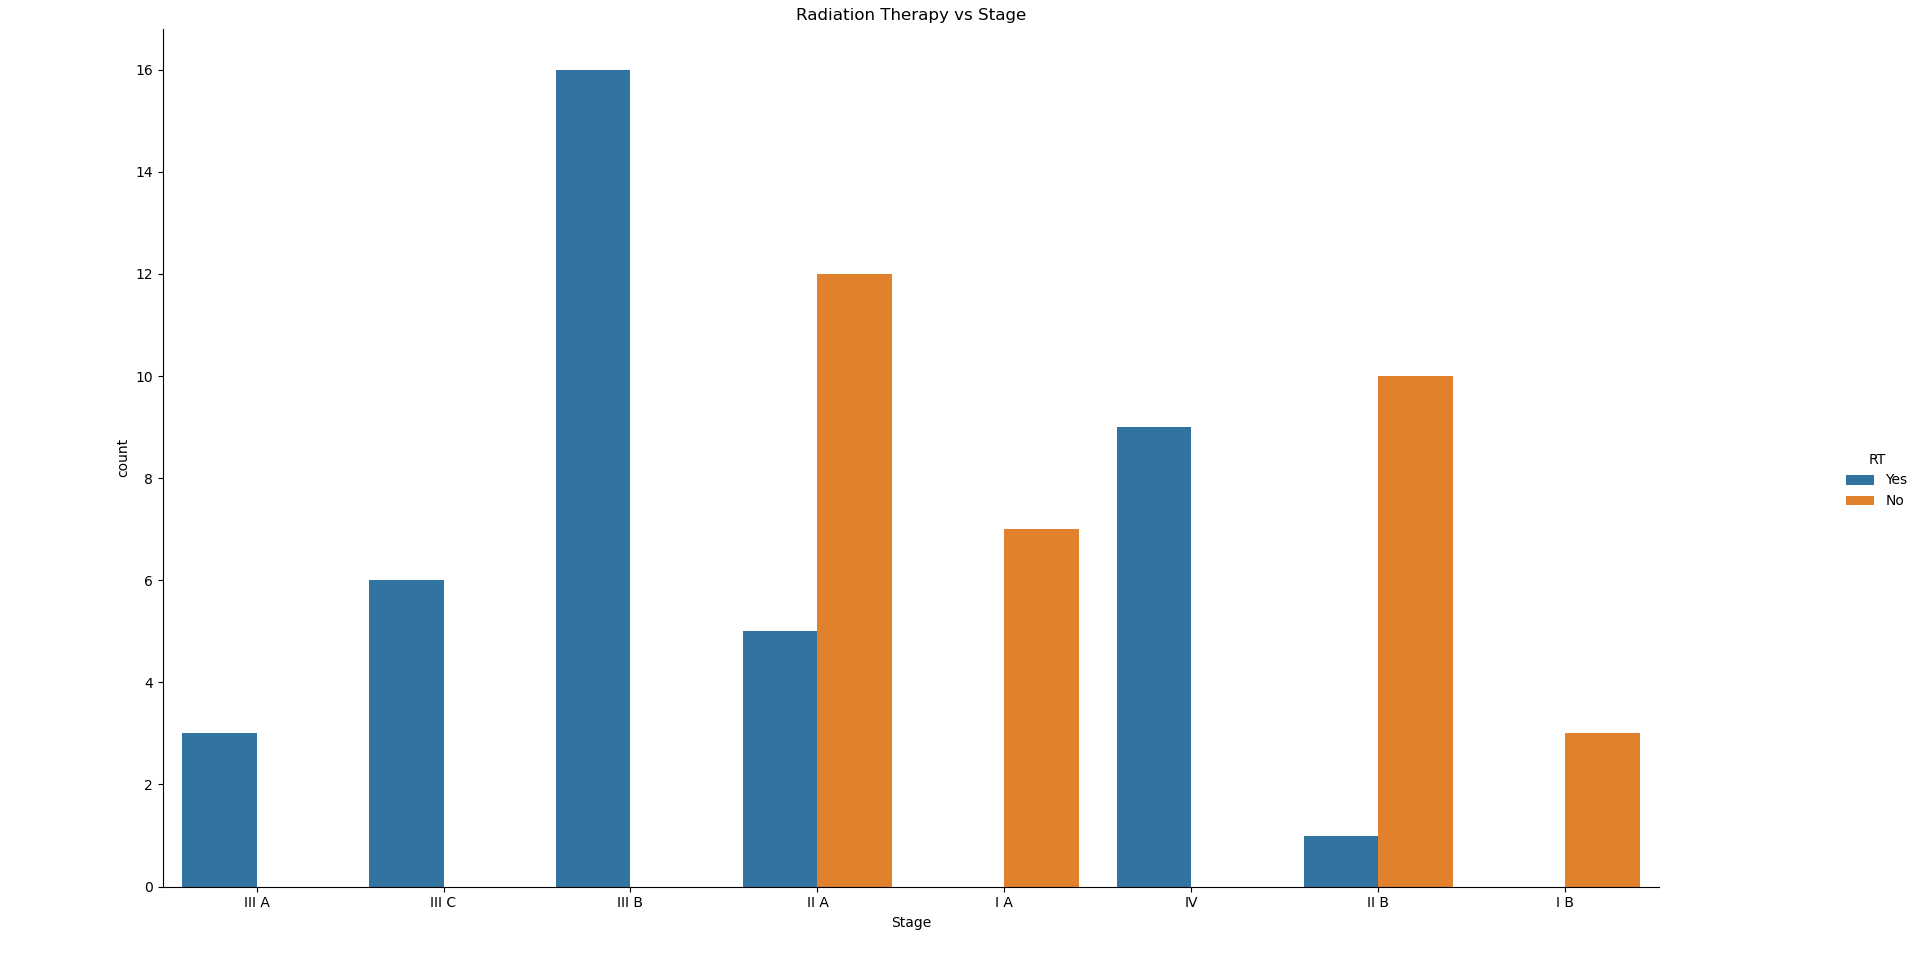 Radiation Therapy vs Stage
16
14
12
10
8
6
4
2
0
count
III A III C III B II A I A IV II B I B
Stage
RT
Yes
No